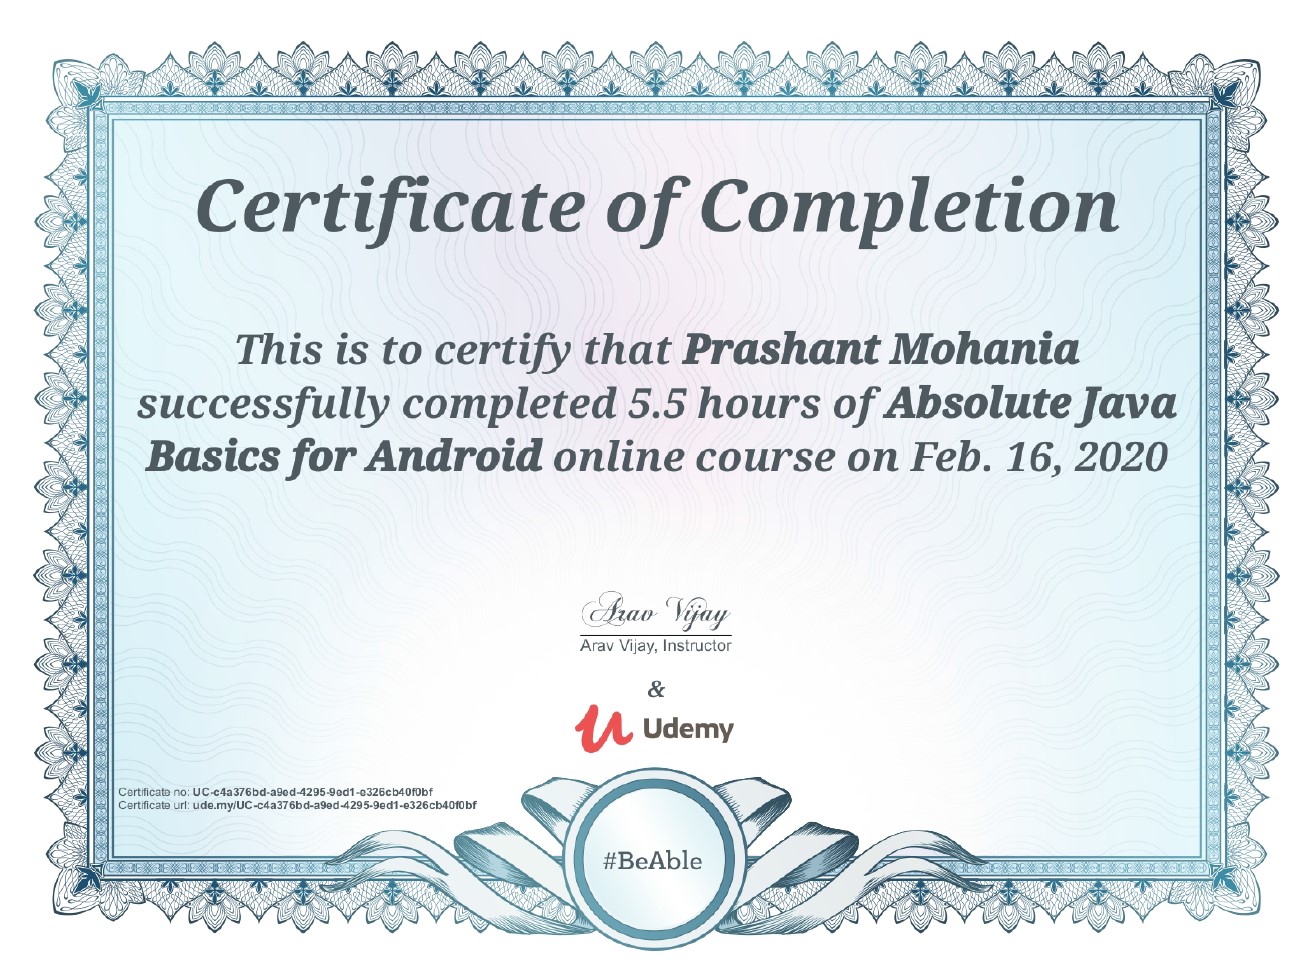 Certificate of Completion
This is to certify that Prashant Mohania
successfully completed 5.5 hours of Absolute Java
Basics for Android online course on Feb. 16, 2020
Arav Vijay
Arav Vijay, Instructor
&
Udemy
Certificate no: UC-c4a376bd-a9ed-4295-9ed1-e326cb40f0bf
Certificate url: ude.my/UC-c4a376bd-a9ed-4295-9ed1-e326cb40f0bf
#BeAble